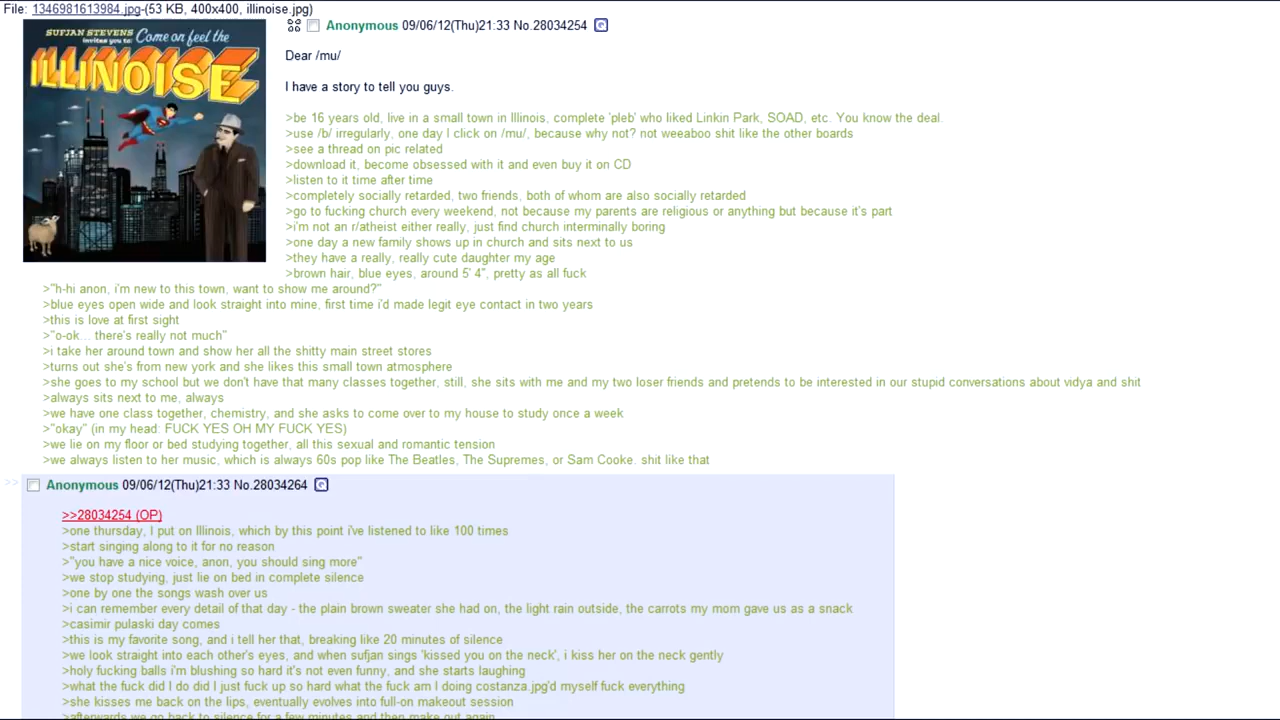 File: 1346981613984.jpg-(53 KB, 400x400, illinoise.jpg)
SUFJAN STEVENS
invites you to: Come on feel the
ILLINOISE
Anonymous 09/06/12(Thu)21:33 No.28034254
Dear /mu/
I have a story to tell you guys.
>be 16 years old, live in a small town in Illinois, complete 'pleb' who liked Linkin Park, SOAD, etc. You know the deal.
>use /b/ irregularly, one day I click on /mu/, because why not? not weeaboo shit like the other boards
>see a thread on pic related
>download it, become obsessed with it and even buy it on CD
>listen to it time after time
>completely socially retarded, two friends, both of whom are also socially retarded
>go to fucking church every weekend, not because my parents are religious or anything but because it's part
>i'm not an r/atheist either really, just find church interminally boring
>one day a new family shows up in church and sits next to us
>they have a really, really cute daughter my age
>brown hair, blue eyes, around 5' 4", pretty as all fuck
>"h-hi anon, i'm new to this town, want to show me around?"
>blue eyes open wide and look straight into mine, first time i'd made legit eye contact in two years
>this is love at first sight
>"o-ok... there's really not much"
>i take her around town and show her all the shitty main street stores
>turns out she's from new york and she likes this small town atmosphere
>she goes to my school but we don't have that many classes together, still, she sits with me and my two loser friends and pretends to be interested in our stupid conversations about vidya and shit
>always sits next to me, always
>we have one class together, chemistry, and she asks to come over to my house to study once a week
>"okay" (in my head: FUCK YES OH MY FUCK YES)
>we lie on my floor or bed studying together, all this sexual and romantic tension
>we always listen to her music, which is always 60s pop like The Beatles, The Supremes, or Sam Cooke. shit like that
>> Anonymous 09/06/12(Thu)21:33 No.28034264
>>28034254 (OP)
>one thursday, I put on Illinois, which by this point i've listened to like 100 times
>start singing along to it for no reason
>"you have a nice voice, anon, you should sing more"
>we stop studying, just lie on bed in complete silence
>one by one the songs wash over us
>i can remember every detail of that day - the plain brown sweater she had on, the light rain outside, the carrots my mom gave us as a snack
>casimir pulaski day comes
>this is my favorite song, and i tell her that, breaking like 20 minutes of silence
>we look straight into each other's eyes, and when sufjan sings 'kissed you on the neck', i kiss her on the neck gently
>holy fucking balls i'm blushing so hard it's not even funny, and she starts laughing
>what the fuck did I do did I just fuck up so hard what the fuck am I doing costanza.jpg'd myself fuck everything
>she kisses me back on the lips, eventually evolves into full-on makeout session
>afterwards we go back to silence for a few minutes and then make out again